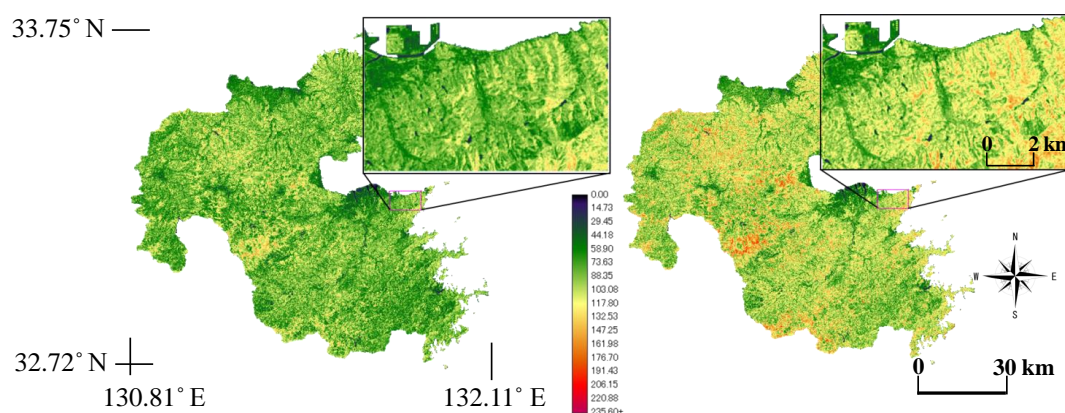 33.75° N
0 2 km
0.00
14.73
29.45
44.18
58.90
73.63
88.35
103.08
117.80
132.53
147.25
161.98
176.70
191.43
206.15
220.88
235.60+
N
W E
S
32.72° N
130.81° E
132.11° E
0 30 km